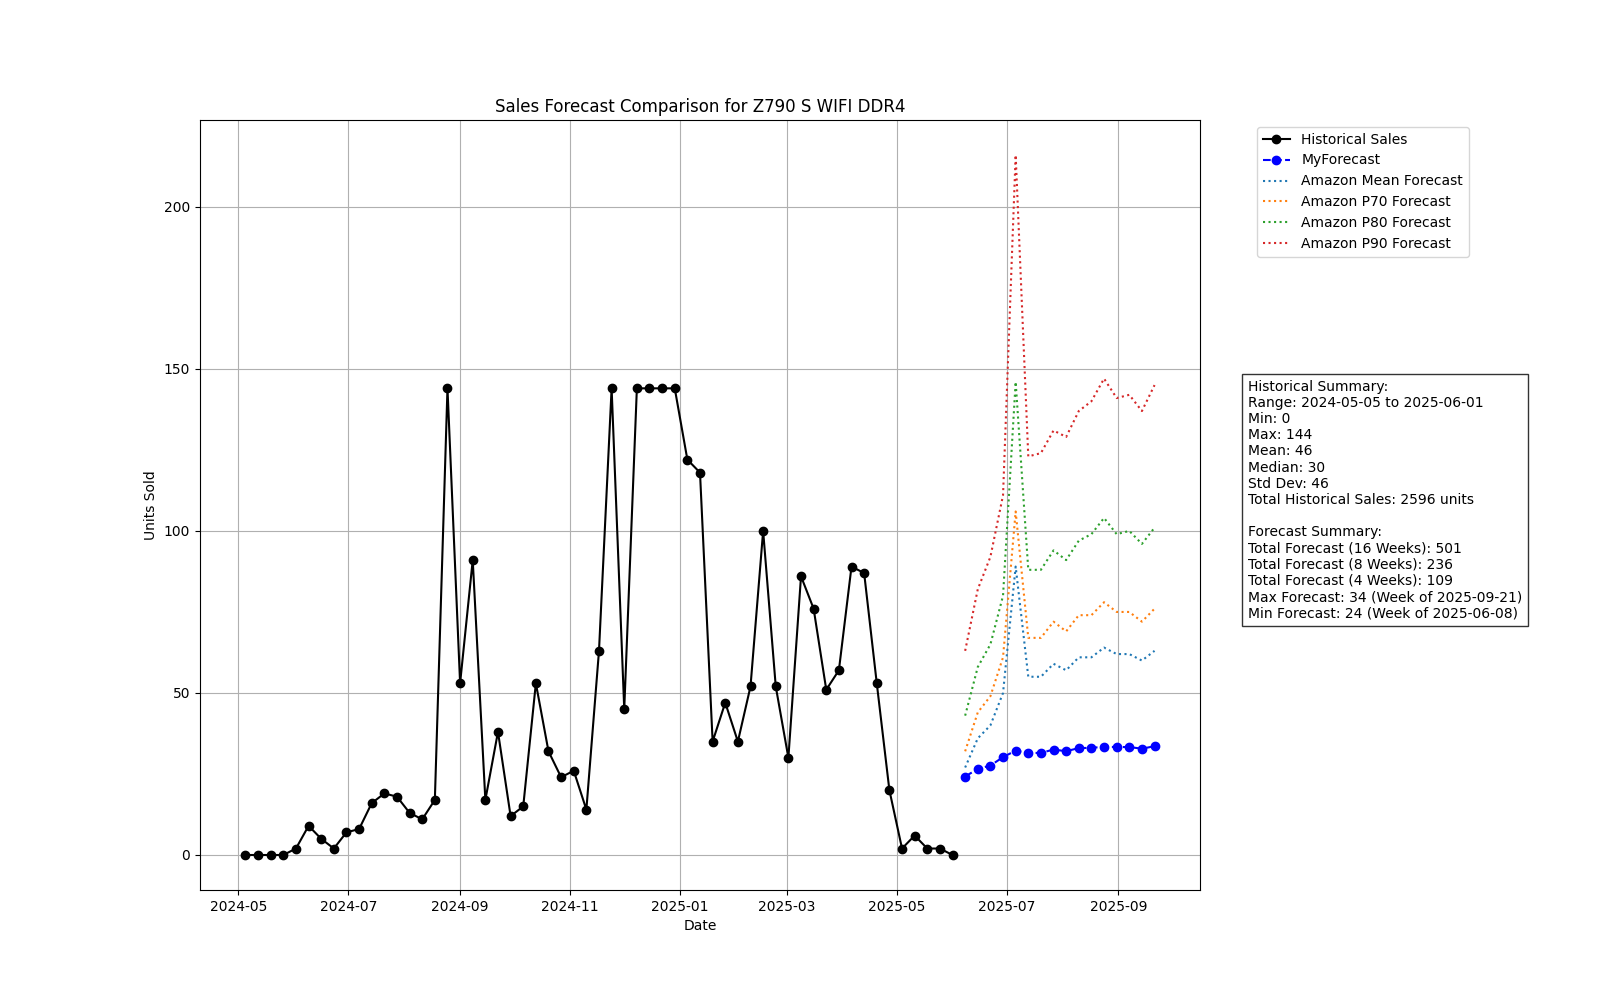 Sales Forecast Comparison for Z790 S WIFI DDR4
Units Sold
200
150
100
50
0
2024-05
2024-07
2024-09
2024-11
2025-01
2025-03
2025-05
2025-07
2025-09
Date
Historical Sales
MyForecast
Amazon Mean Forecast
Amazon P70 Forecast
Amazon P80 Forecast
Amazon P90 Forecast
Historical Summary:
Range: 2024-05-05 to 2025-06-01
Min: 0
Max: 144
Mean: 46
Median: 30
Std Dev: 46
Total Historical Sales: 2596 units
Forecast Summary:
Total Forecast (16 Weeks): 501
Total Forecast (8 Weeks): 236
Total Forecast (4 Weeks): 109
Max Forecast: 34 (Week of 2025-09-21)
Min Forecast: 24 (Week of 2025-06-08)